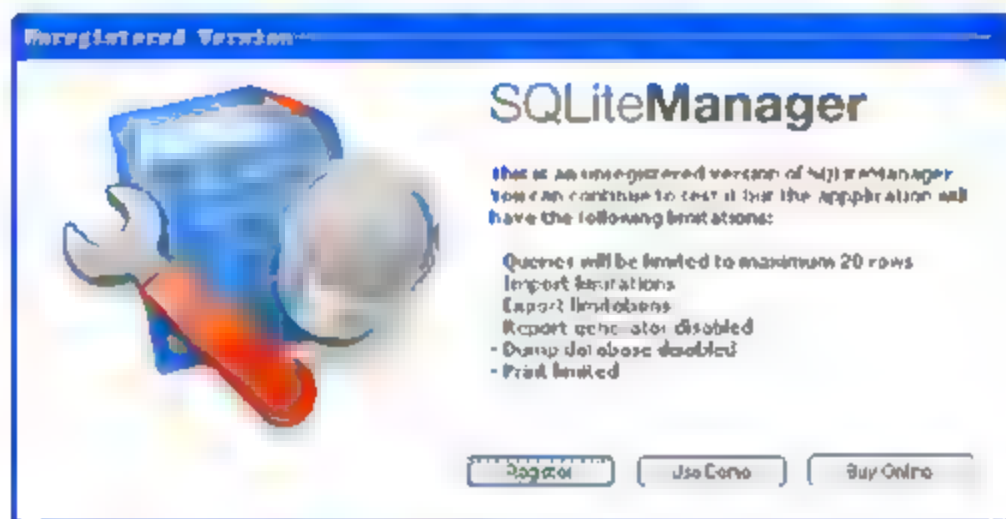 Unregistered Version
SQLiteManager
This is an unregistered version of SQLiteManager
You can continue to test it but the application will
have the following limitations:
Queries will be limited to maximum 20 rows
Import limitations
Export limitations
Report generator disabled
- Dump database disabled
- Print limited
Register
Use Demo
Buy Online